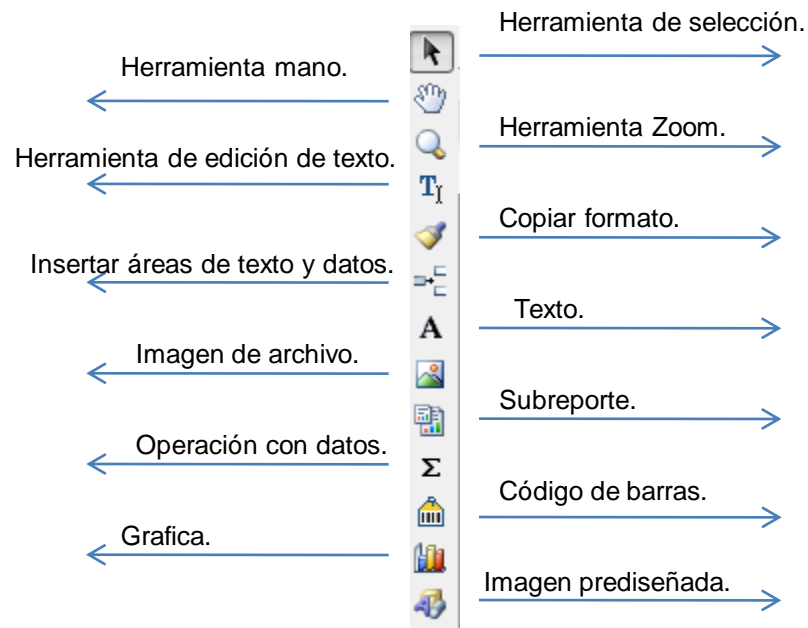 Herramienta de selección.
Herramienta mano.
Herramienta Zoom.
Herramienta de edición de texto.
Copiar formato.
Insertar áreas de texto y datos.
Texto.
Imagen de archivo.
Subreporte.
Operación con datos.
Código de barras.
Grafica.
Imagen prediseñada.